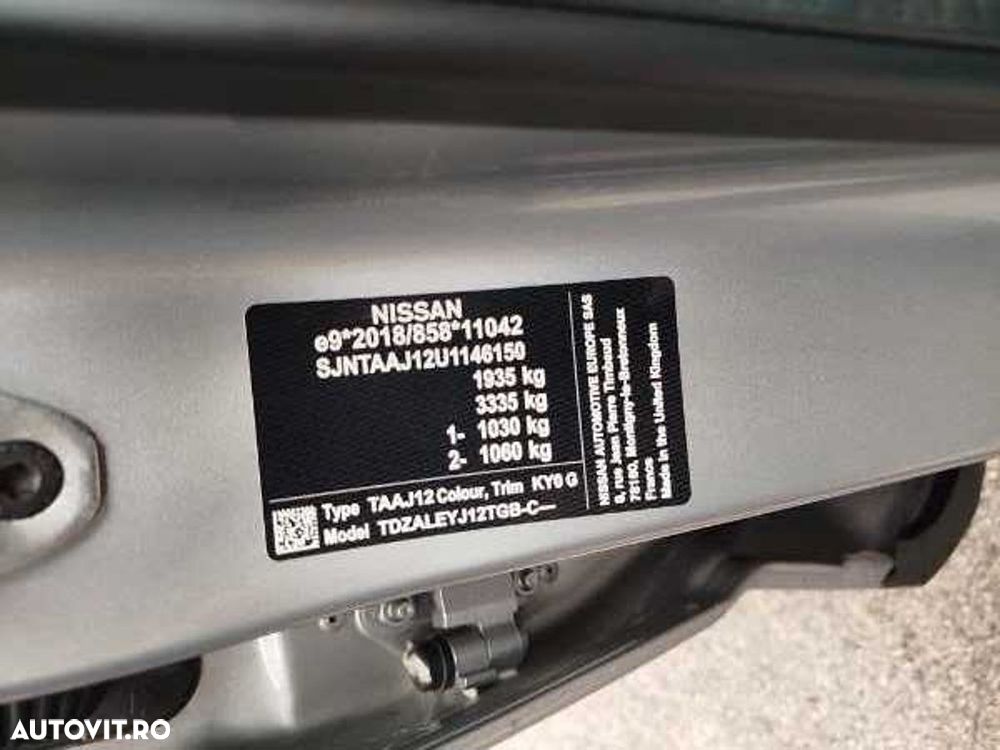 NISSAN
e9*2018/858*11042
SJNTAAJ12U1146150
1935 kg
3335 kg
1- 1030 kg
2- 1060 kg
Type TAAJ12 Colour, Trim KY0 G
Model TDZALEYJ12TGB-C---
NISSAN AUTOMOTIVE EUROPE SAS
8, rue Jean Pierre Timbaud
78180, Montigny-le-Bretonneux
France
Made in the United Kingdom
AUTOVIT.RO